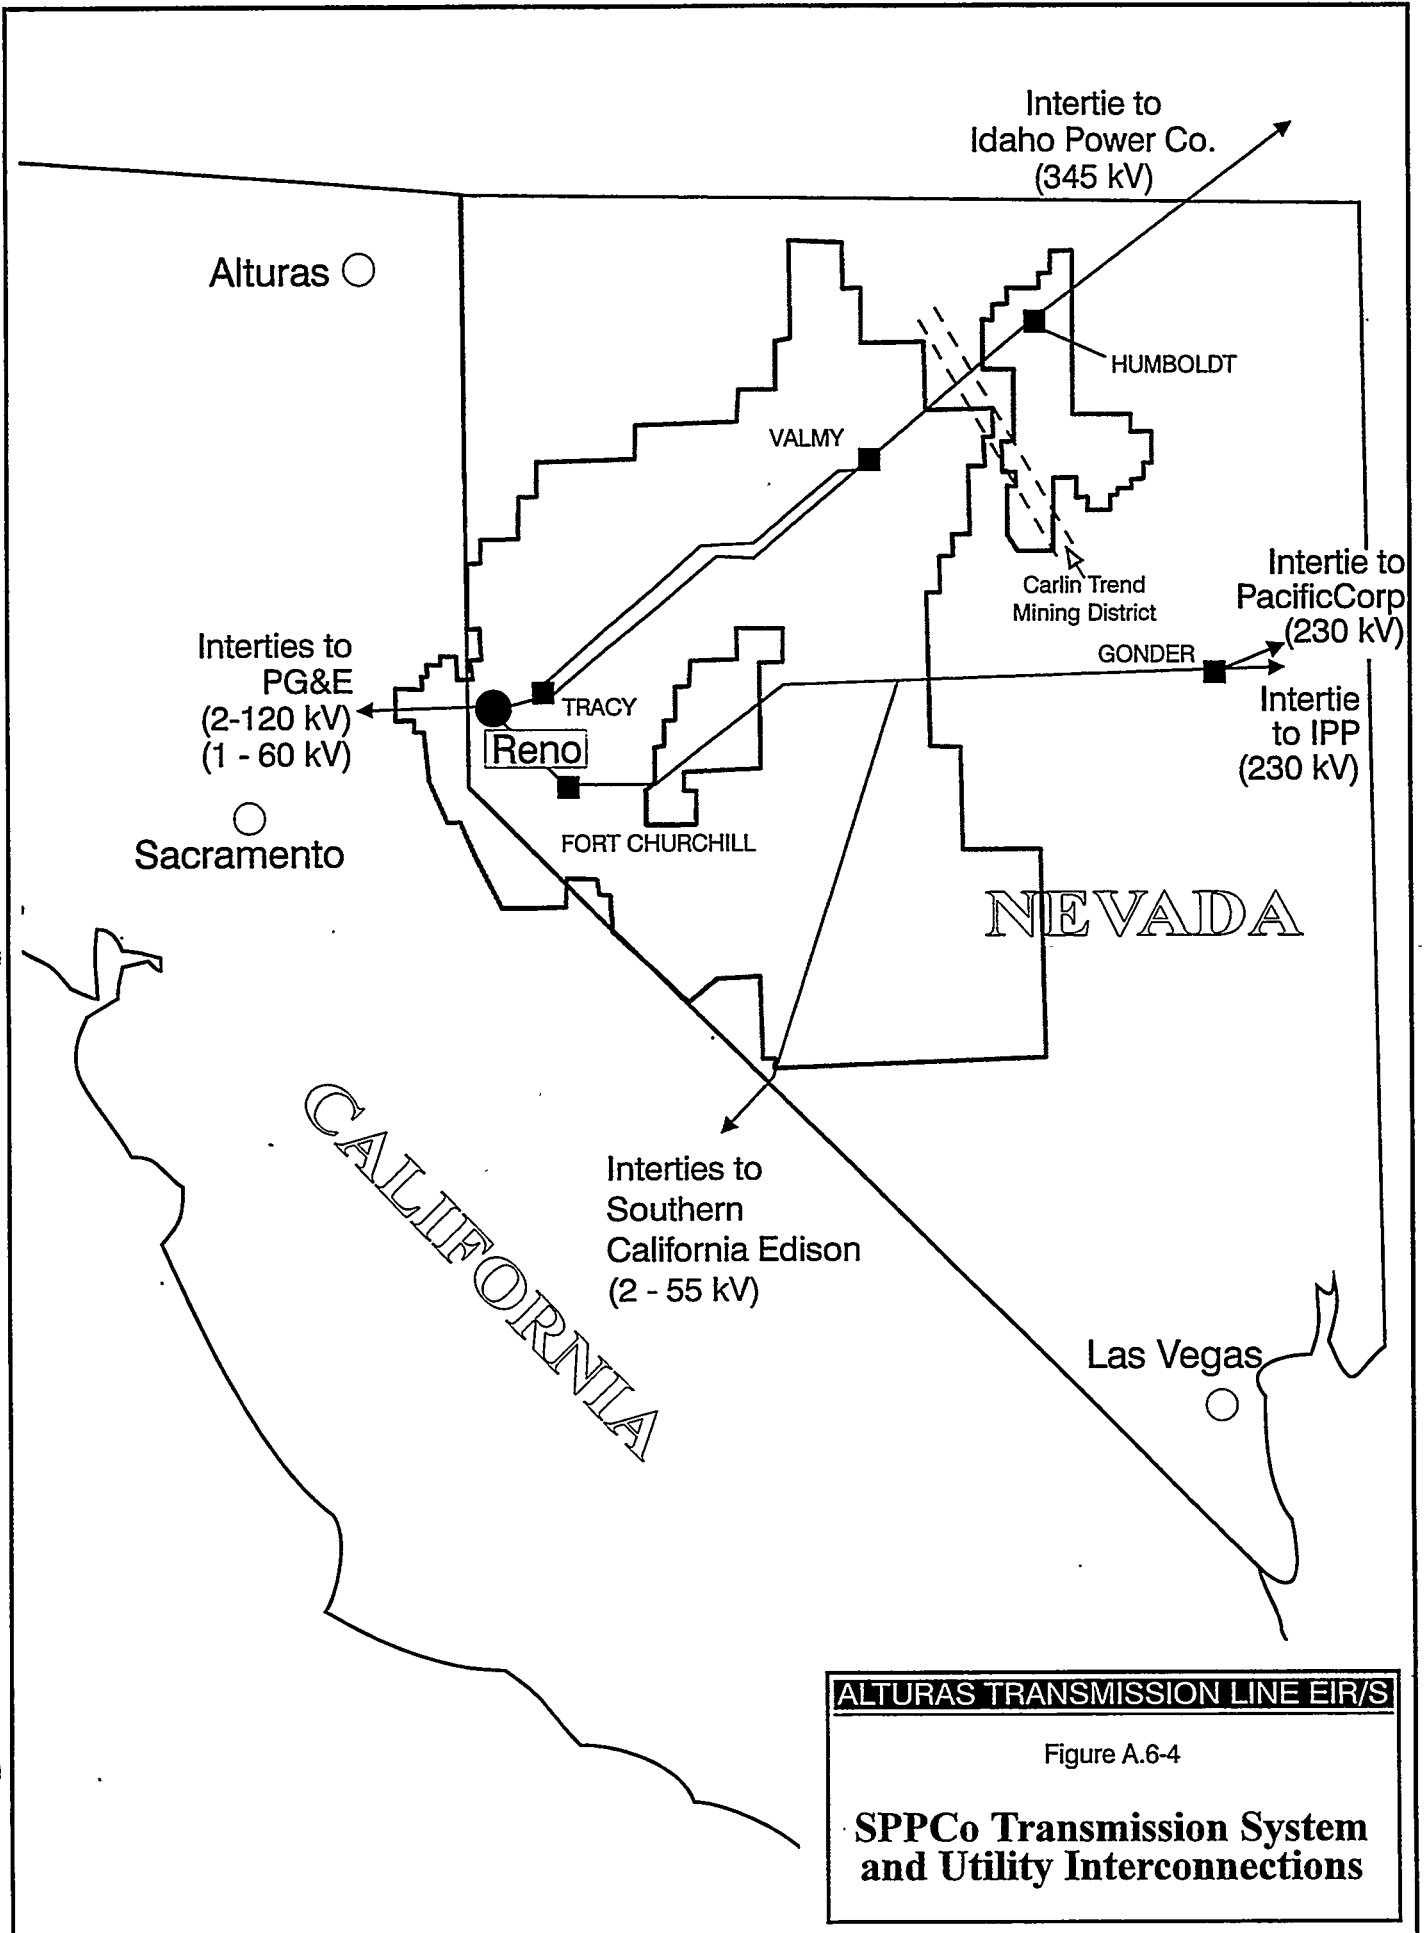 Intertie to
Idaho Power Co.
(345 kV)
Alturas
HUMBOLDT
VALMY
Carlin Trend
Mining District
Intertie to
PacificCorp
(230 kV)
GONDER
Intertie
to IPP
(230 kV)
Interties to
PG&E
(2-120 kV)
(1 - 60 kV)
TRACY
Reno
FORT CHURCHILL
Sacramento
NEVADA
CALIFORNIA
Interties to
Southern
California Edison
(2 - 55 kV)
Las Vegas
ALTURAS TRANSMISSION LINE EIR/S
Figure A.6-4
SPPCo Transmission System
and Utility Interconnections